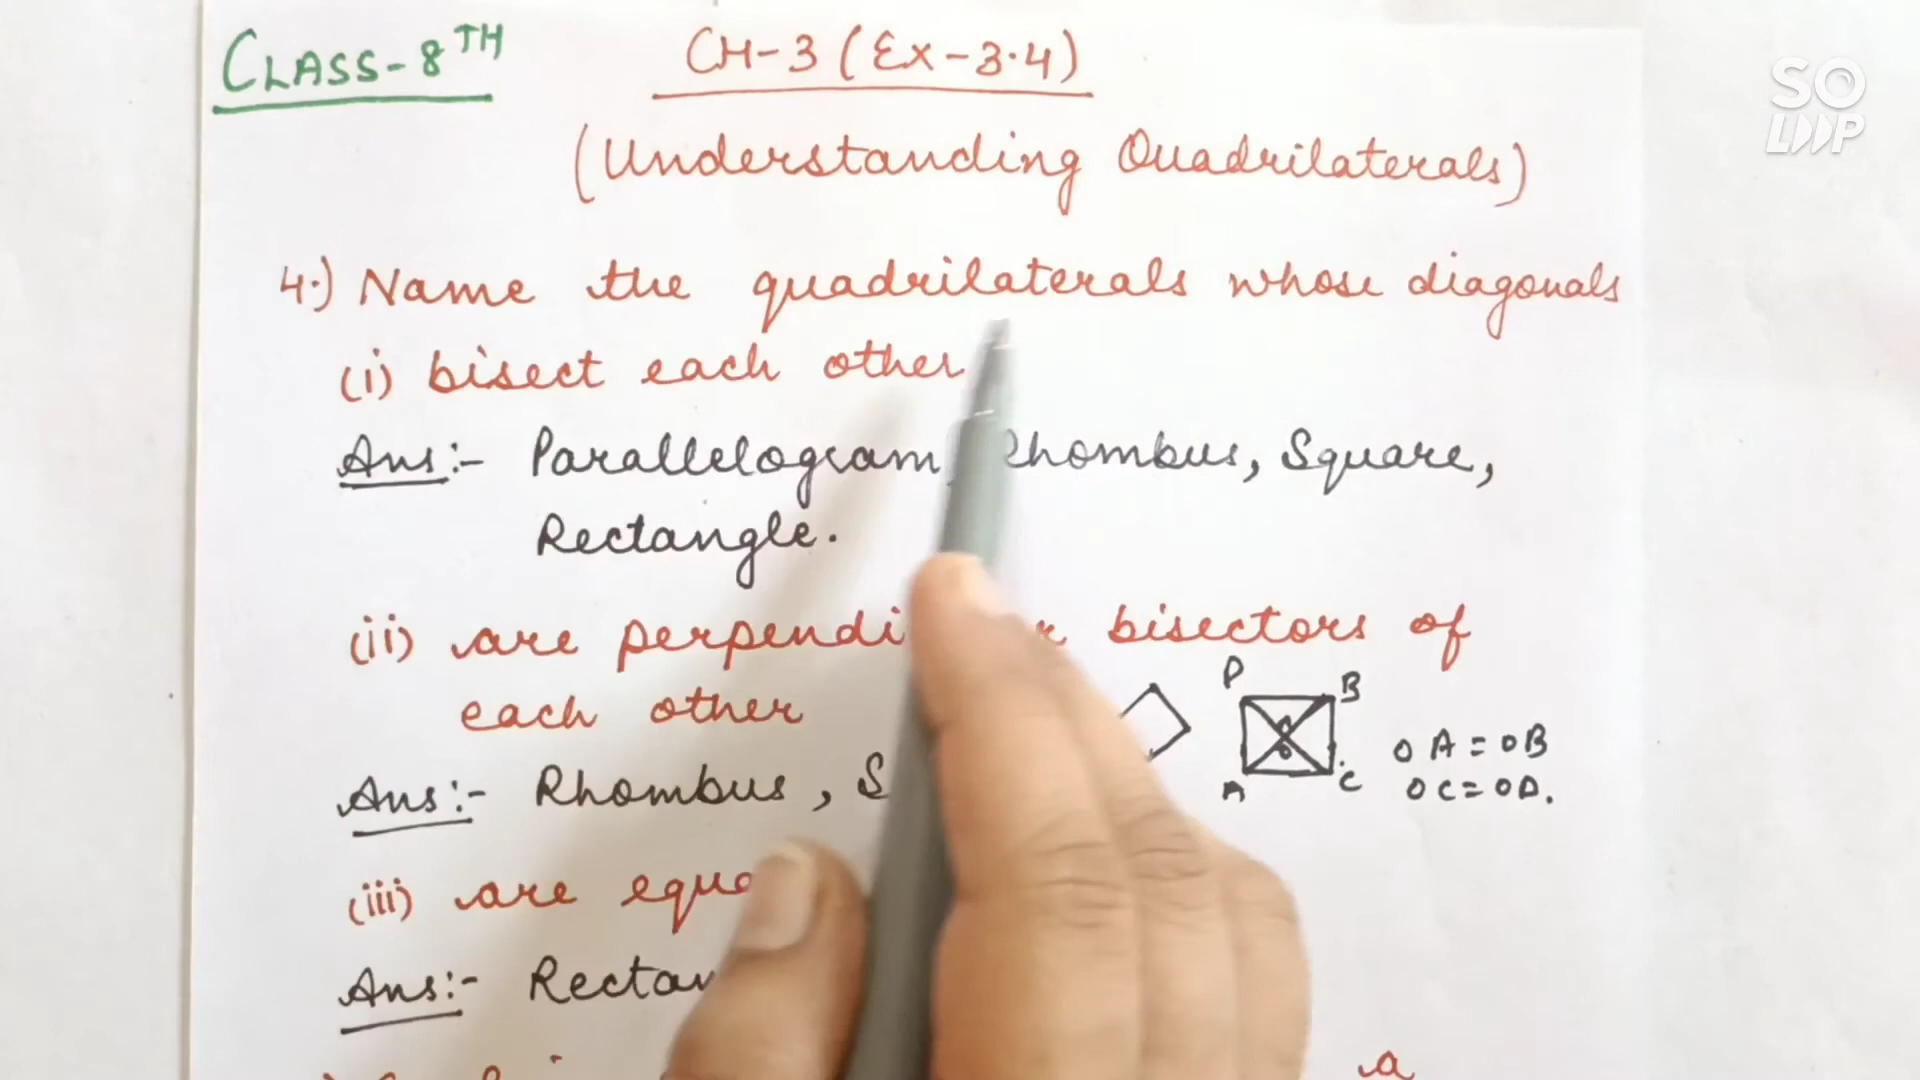 CLASS-8TH CH-3 (Ex-3.4)
(Understanding Quadrilaterals)
4.) Name the quadrilaterals whose diagonals
(i) bisect each other
Ans:- Parallelogram, Rhombus, Square,
Rectangle.
(ii) are bisectors of
each other
Ans:- Rhombus,
(iii) are
Ans:-
D B
A C
O
OA = OB
OC = OD.
a
SO
LOOP